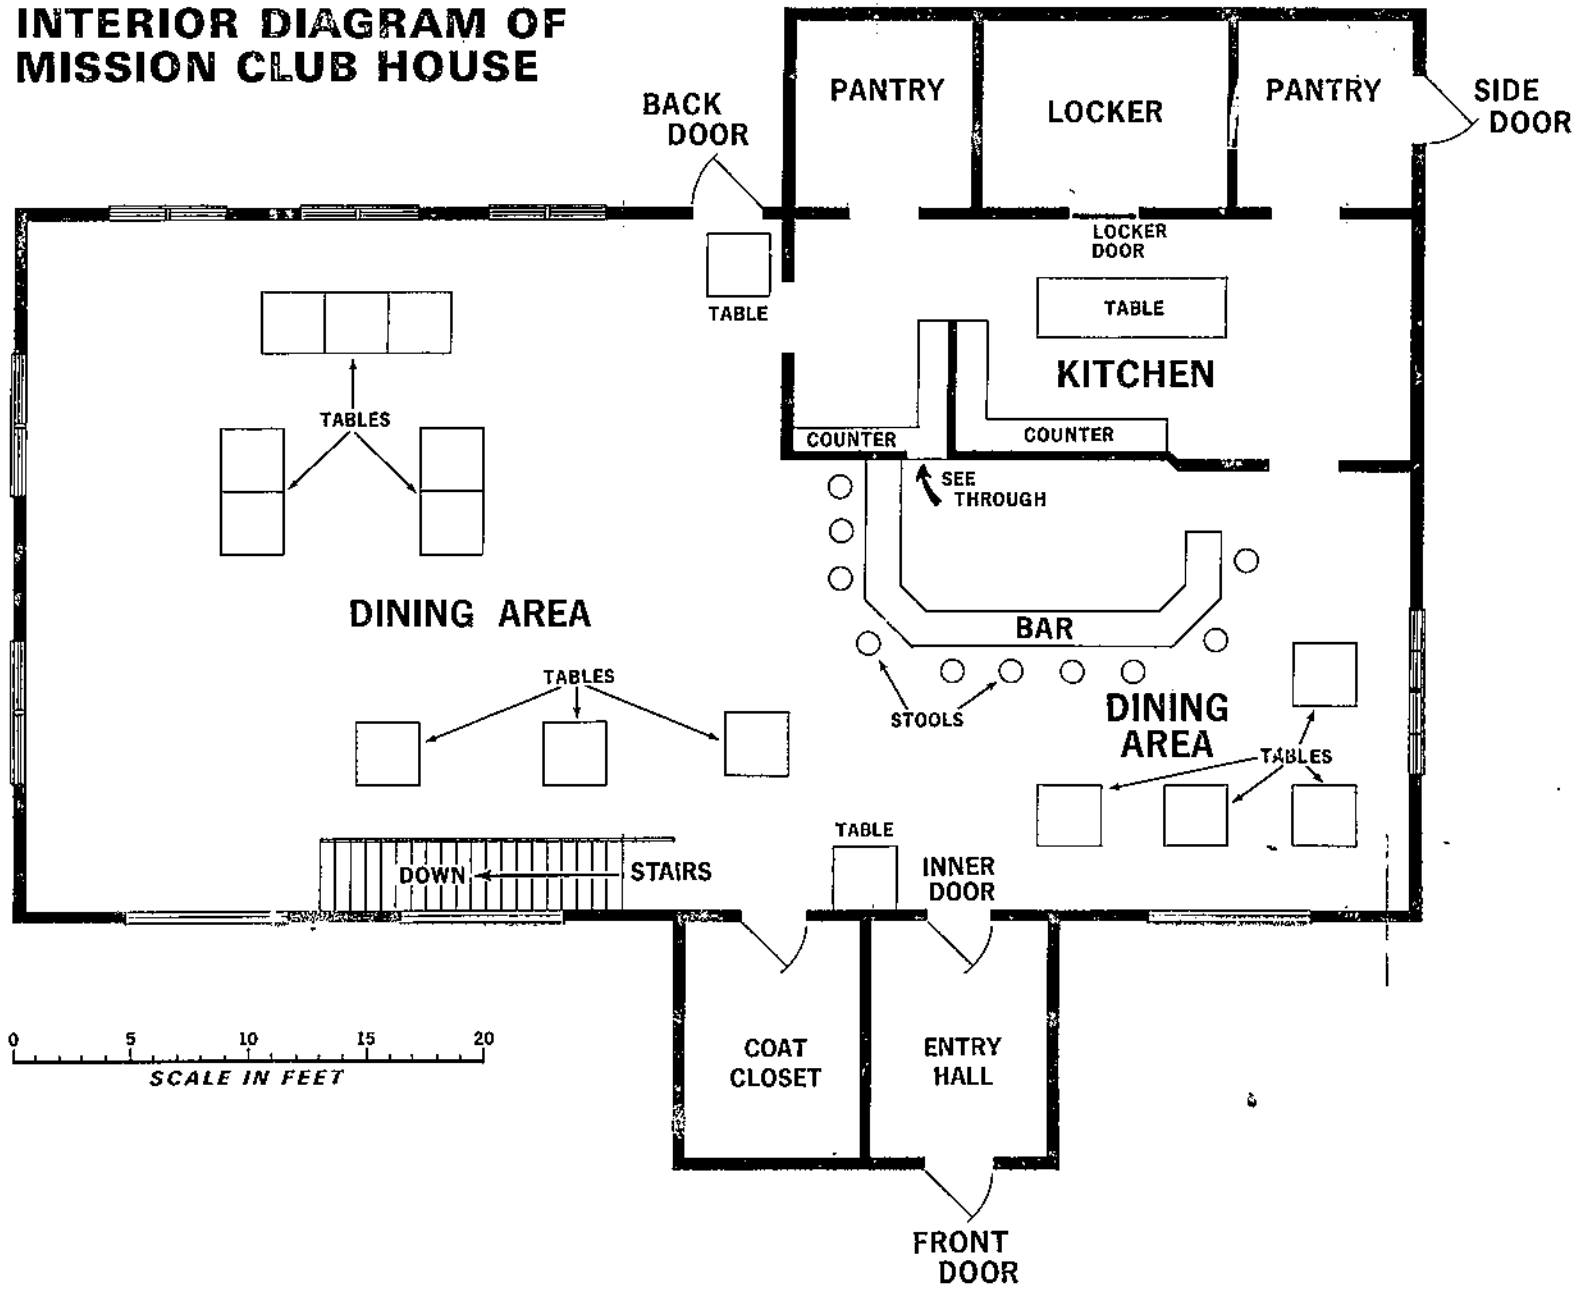 INTERIOR DIAGRAM OF
MISSION CLUB HOUSE
BACK
DOOR
PANTRY
LOCKER
PANTRY
SIDE
DOOR
LOCKER
DOOR
TABLE
TABLE
KITCHEN
TABLES
COUNTER
COUNTER
SEE
THROUGH
DINING AREA
BAR
TABLES
STOOLS
DINING
AREA
TABLES
TABLE
INNER
DOOR
DOWN
STAIRS
COAT
CLOSET
ENTRY
HALL
0 5 10 15 20
SCALE IN FEET
FRONT
DOOR